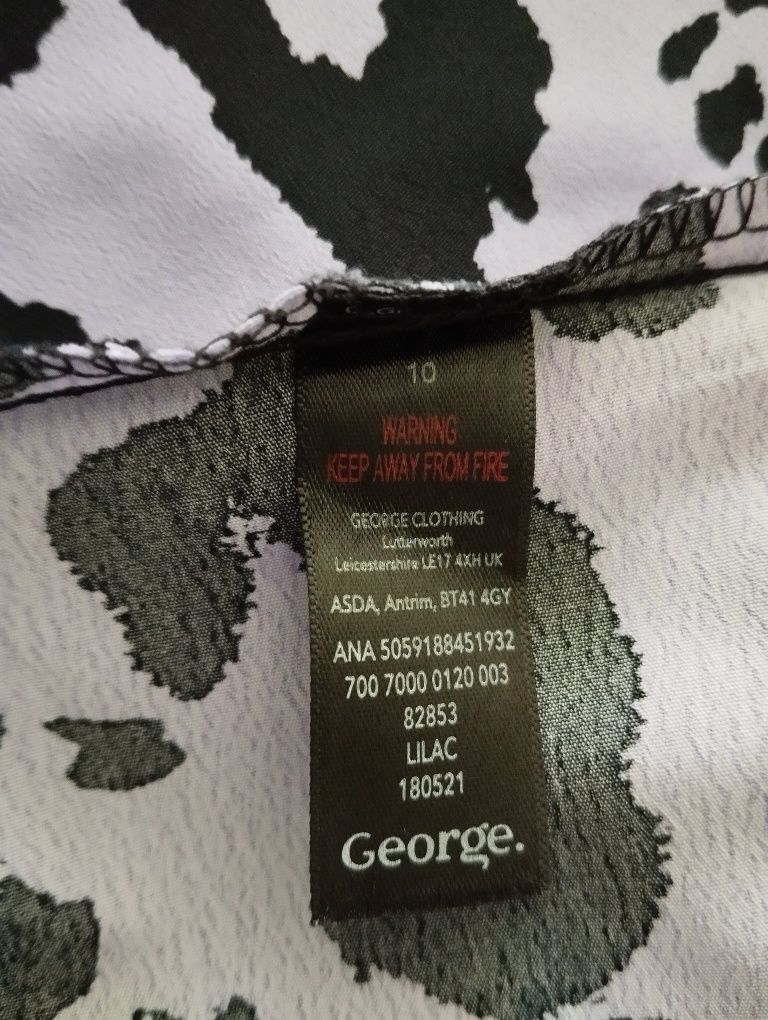 10
WARNING
KEEP AWAY FROM FIRE
GEORGE CLOTHING
Lutterworth
Leicestershire LE17 4XH UK
ASDA, Antrim, BT41 4GY
ANA 5059188451932
700 7000 0120 003
82853
LILAC
180521
George.